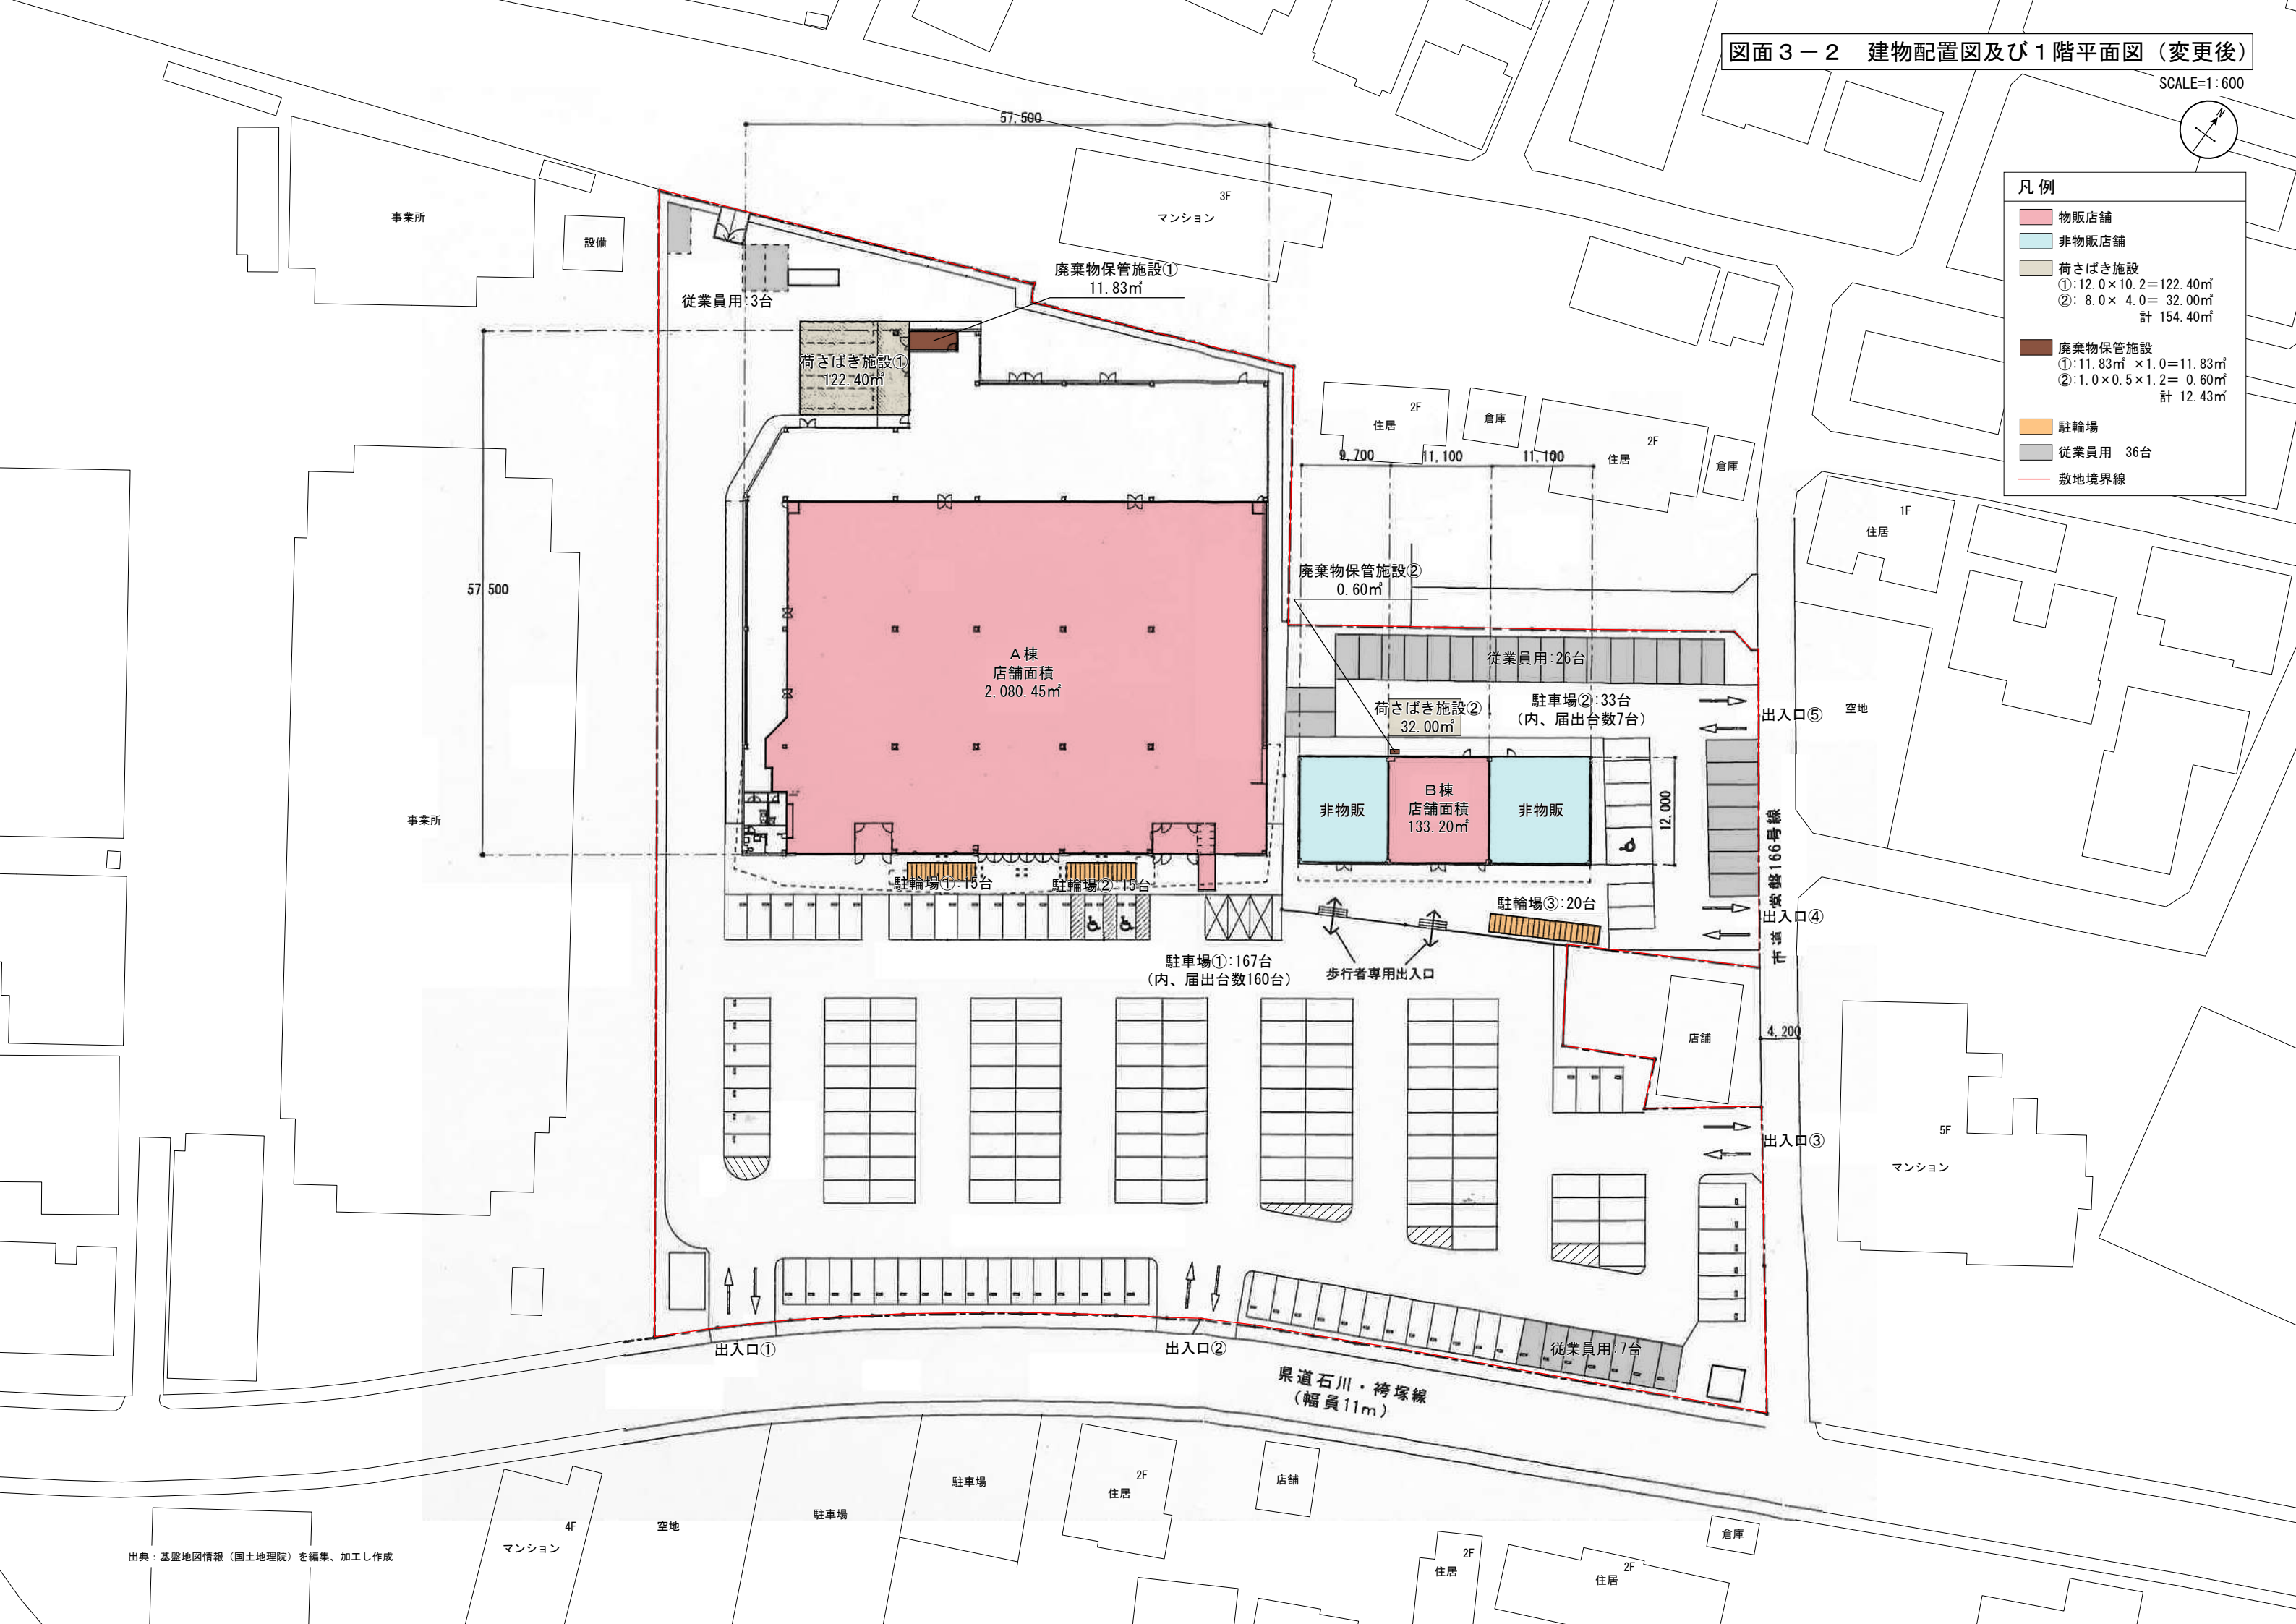 図面3-2 建物配置図及び1階平面図（変更後）
SCALE=1:600
N
凡例
物販店舗
非物販店舗
荷さばき施設
①:12.0×10.2=122.40㎡
②: 8.0× 4.0= 32.00㎡
計 154.40㎡
廃棄物保管施設
①:11.83㎡ ×1.0=11.83㎡
②:1.0×0.5×1.2= 0.60㎡
計 12.43㎡
駐輪場
従業員用 36台
敷地境界線
57,500
3F
マンション
事業所
設備
廃棄物保管施設①
11.83㎡
従業員用:3台
荷さばき施設①
122.40㎡
2F
住居
倉庫
2F
住居
倉庫
9,700
11,100
11,100
1F
住居
57,500
廃棄物保管施設②
0.60㎡
A棟
店舗面積
2,080.45㎡
従業員用:26台
荷さばき施設②
32.00㎡
駐車場②:33台
（内、届出台数7台）
出入口⑤
空地
非物販
B棟
店舗面積
133.20㎡
非物販
12,000
事業所
市道 常磐166号線
駐輪場①:15台
駐輪場②:15台
駐輪場③:20台
出入口④
駐車場①:167台
（内、届出台数160台）
歩行者専用出入口
店舗
4,200
出入口③
5F
マンション
出入口①
出入口②
従業員用:7台
県道石川・袴塚線
（幅員11m）
4F
マンション
空地
駐車場
駐車場
2F
住居
店舗
2F
住居
2F
住居
倉庫
出典：基盤地図情報（国土地理院）を編集、加工し作成